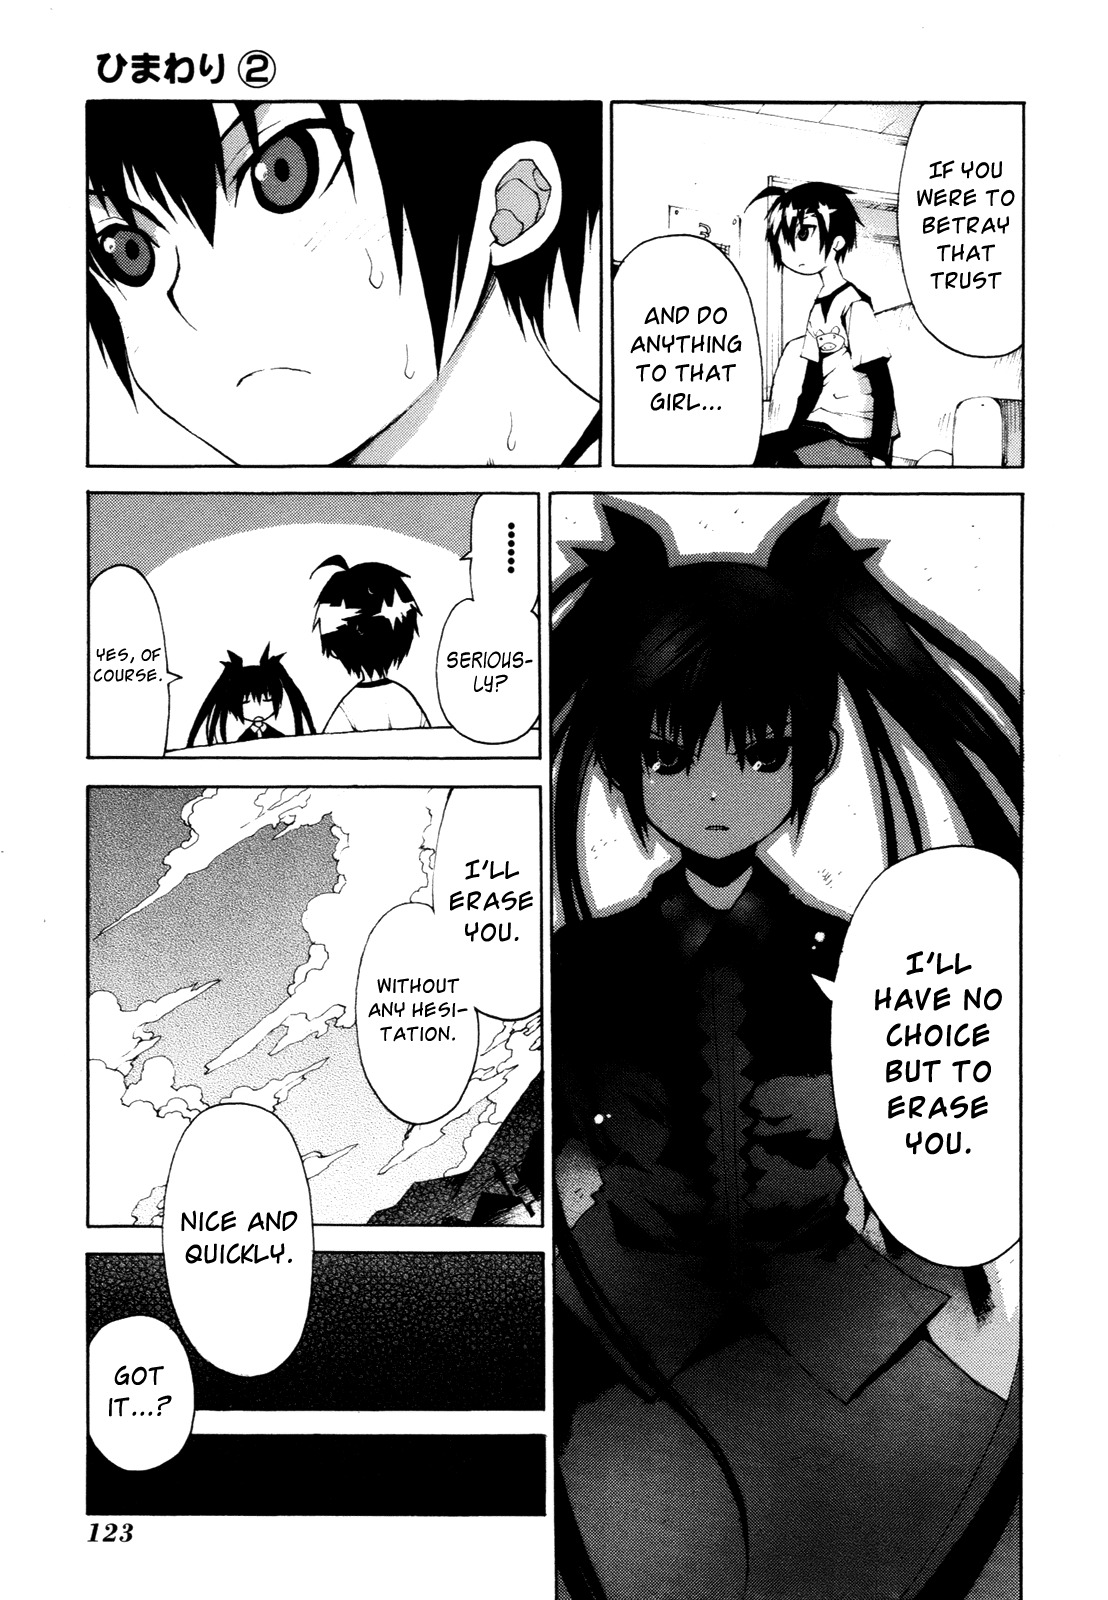 ひまわり ②
IF YOU
WERE TO
BETRAY
THAT
TRUST
AND DO
ANYTHING
TO THAT
GIRL...
I'LL
HAVE NO
CHOICE
BUT TO
ERASE
YOU.
.......
SERIOUS-
LY?
YES, OF
COURSE.
I'LL
ERASE
YOU.
WITHOUT
ANY HESI-
TATION.
NICE AND
QUICKLY.
GOT
IT...?
123